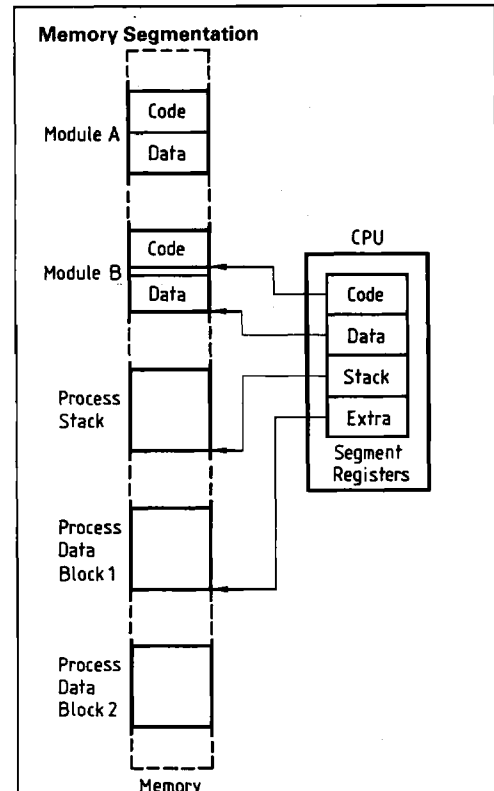 Memory Segmentation
Module A
Code
Data
Module B
Code
Data
CPU
Code
Data
Stack
Extra
Segment
Registers
Process
Stack
Process
Data
Block 1
Process
Data
Block 2
Memory